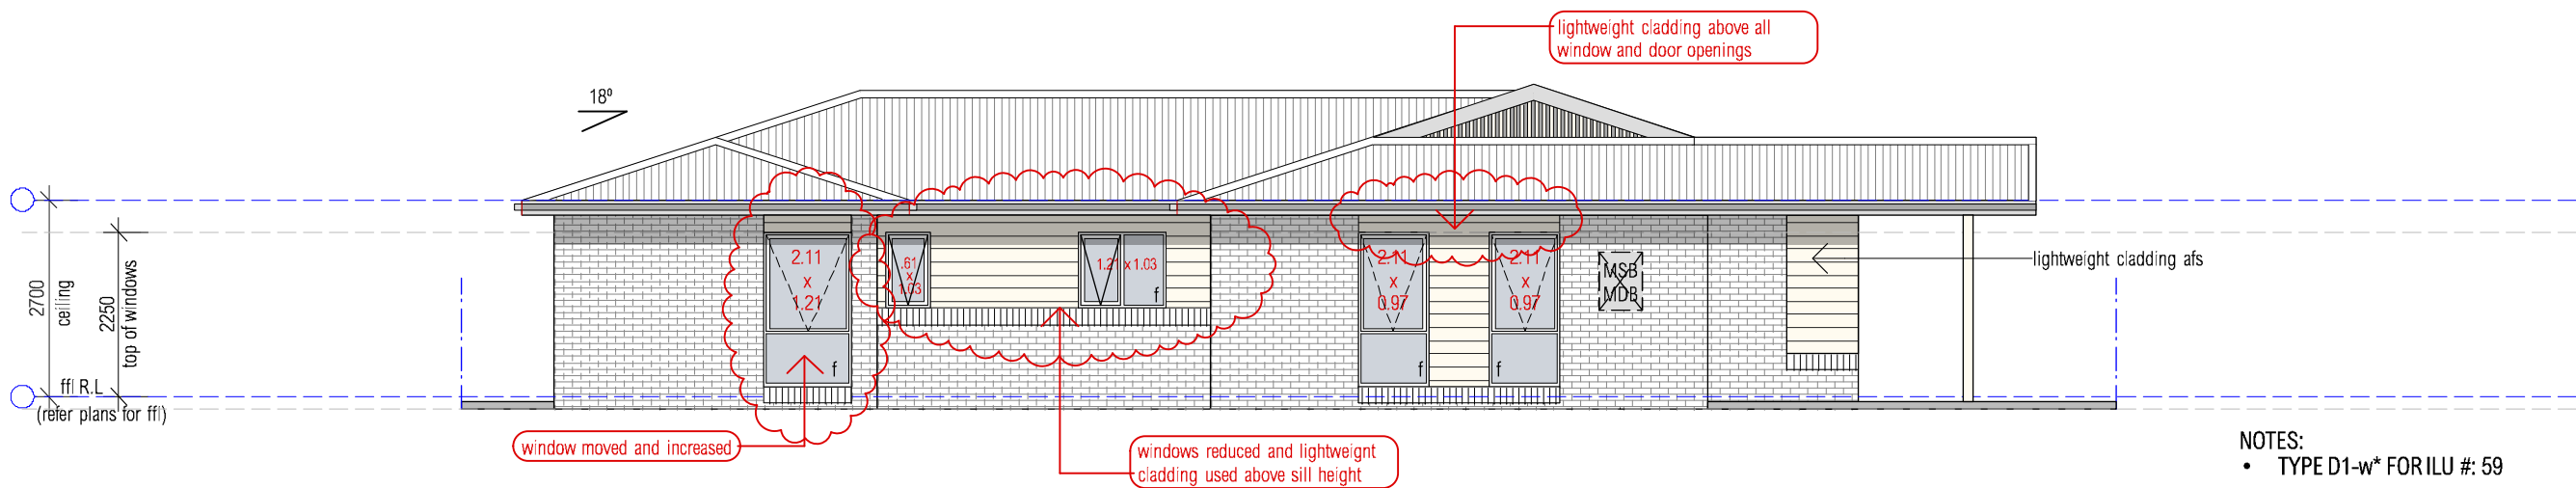 lightweight cladding above all
window and door openings
18º
2.11
x
1.21
.61
x
1.03
1.21 x 1.03
f
f
2.11
x
0.97
f
2.11
x
0.97
f
MSB
MDB
lightweight cladding afs
2700
ceiling
2250
top of windows
ffl R.L
(refer plans for ffl)
window moved and increased
windows reduced and lightweignt
cladding used above sill height
NOTES:
• TYPE D1-w* FOR ILU #: 59